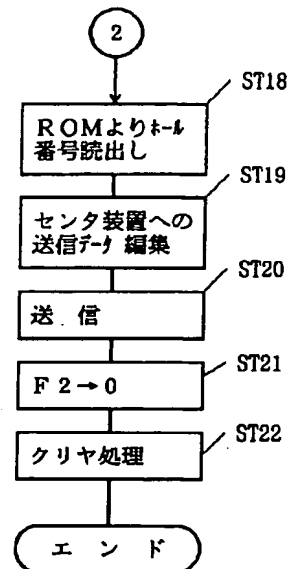 2
ST18
ROMよりホール
番号読出し
ST19
センタ装置への
送信データ編集
ST20
送信
ST21
F2→0
ST22
クリヤ処理
エンド